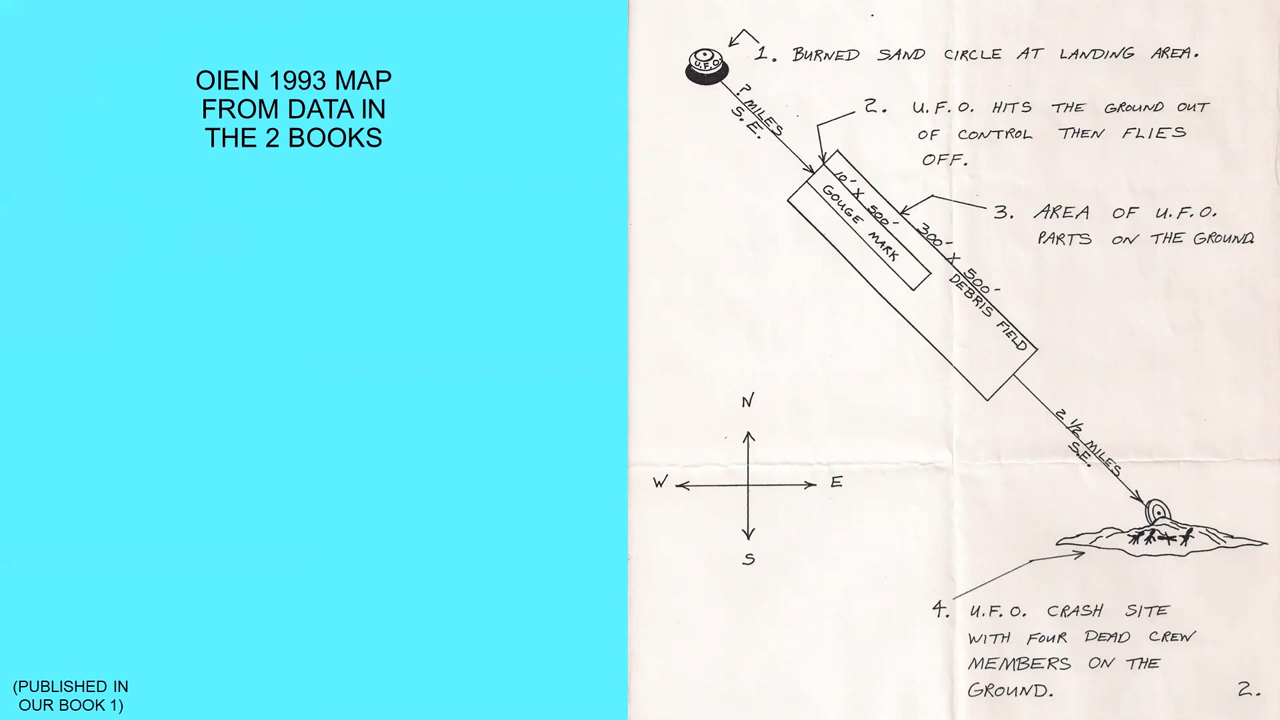 OIEN 1993 MAP
FROM DATA IN
THE 2 BOOKS
(PUBLISHED IN
OUR BOOK 1)
U.F.O.
1. BURNED SAND CIRCLE AT LANDING AREA.
? MILES
S.E.
2. U.F.O. HITS THE GROUND OUT
OF CONTROL THEN FLIES
OFF.
10' X 500'
GOUGE MARK
3. AREA OF U.F.O.
PARTS ON THE GROUND
300' X 500'
DEBRIS FIELD
N
W E
S
2 1/2 MILES
S.E.
4. U.F.O. CRASH SITE
WITH FOUR DEAD CREW
MEMBERS ON THE
GROUND.
2.